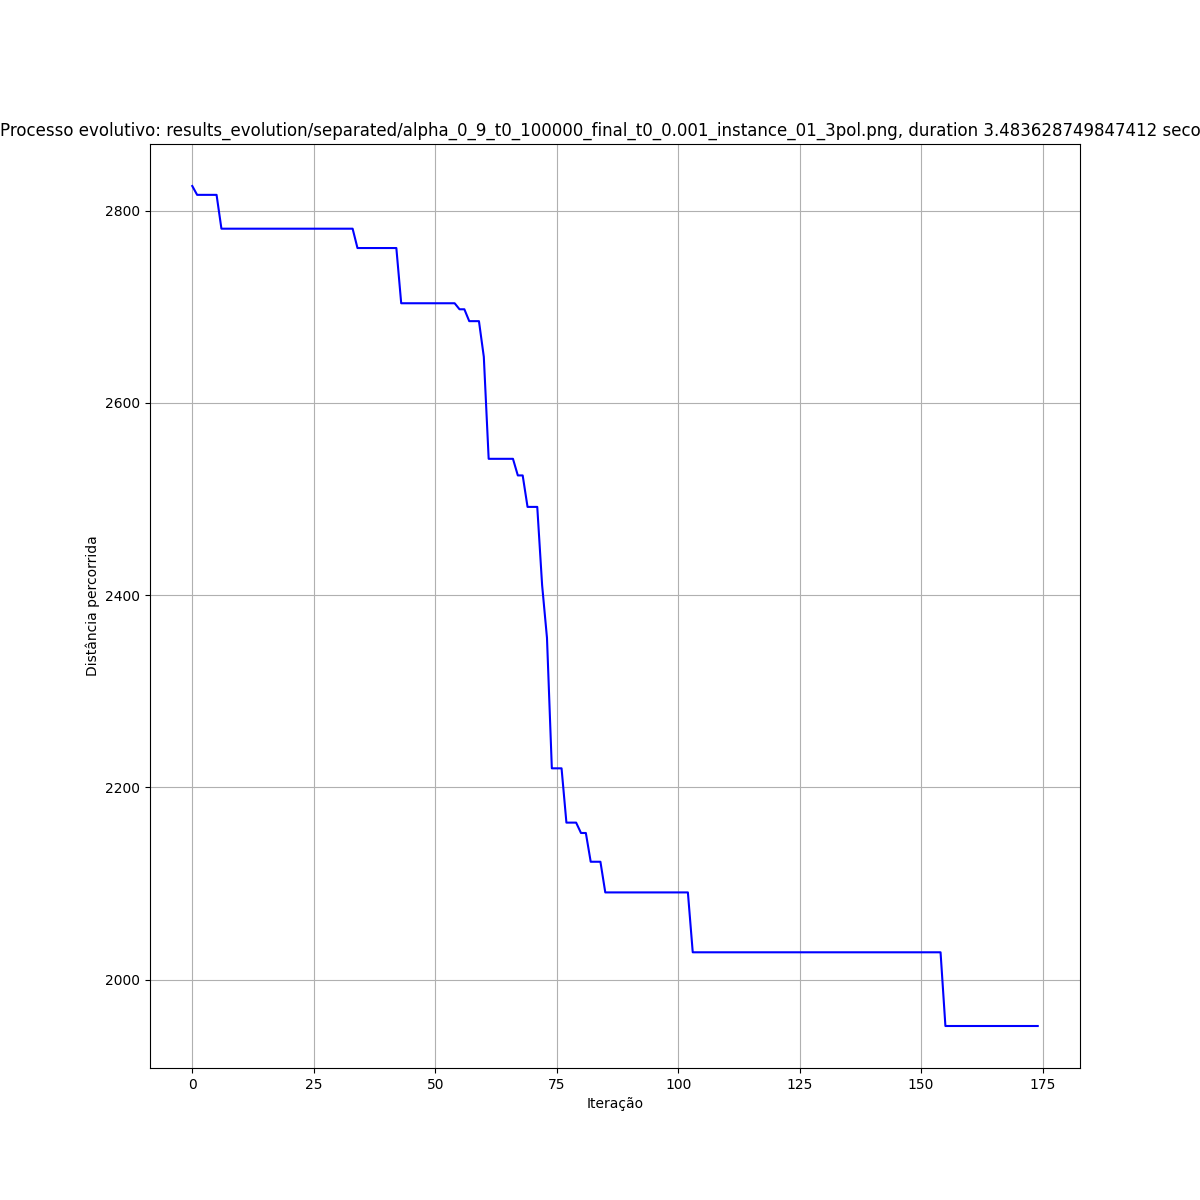 Processo evolutivo: results_evolution/separated/alpha_0_9_t0_100000_final_t0_0.001_instance_01_3pol.png, duration 3.483628749847412 seco
2800
2600
2400
2200
2000
Distância percorrida
0 25 50 75 100 125 150 175
Iteração